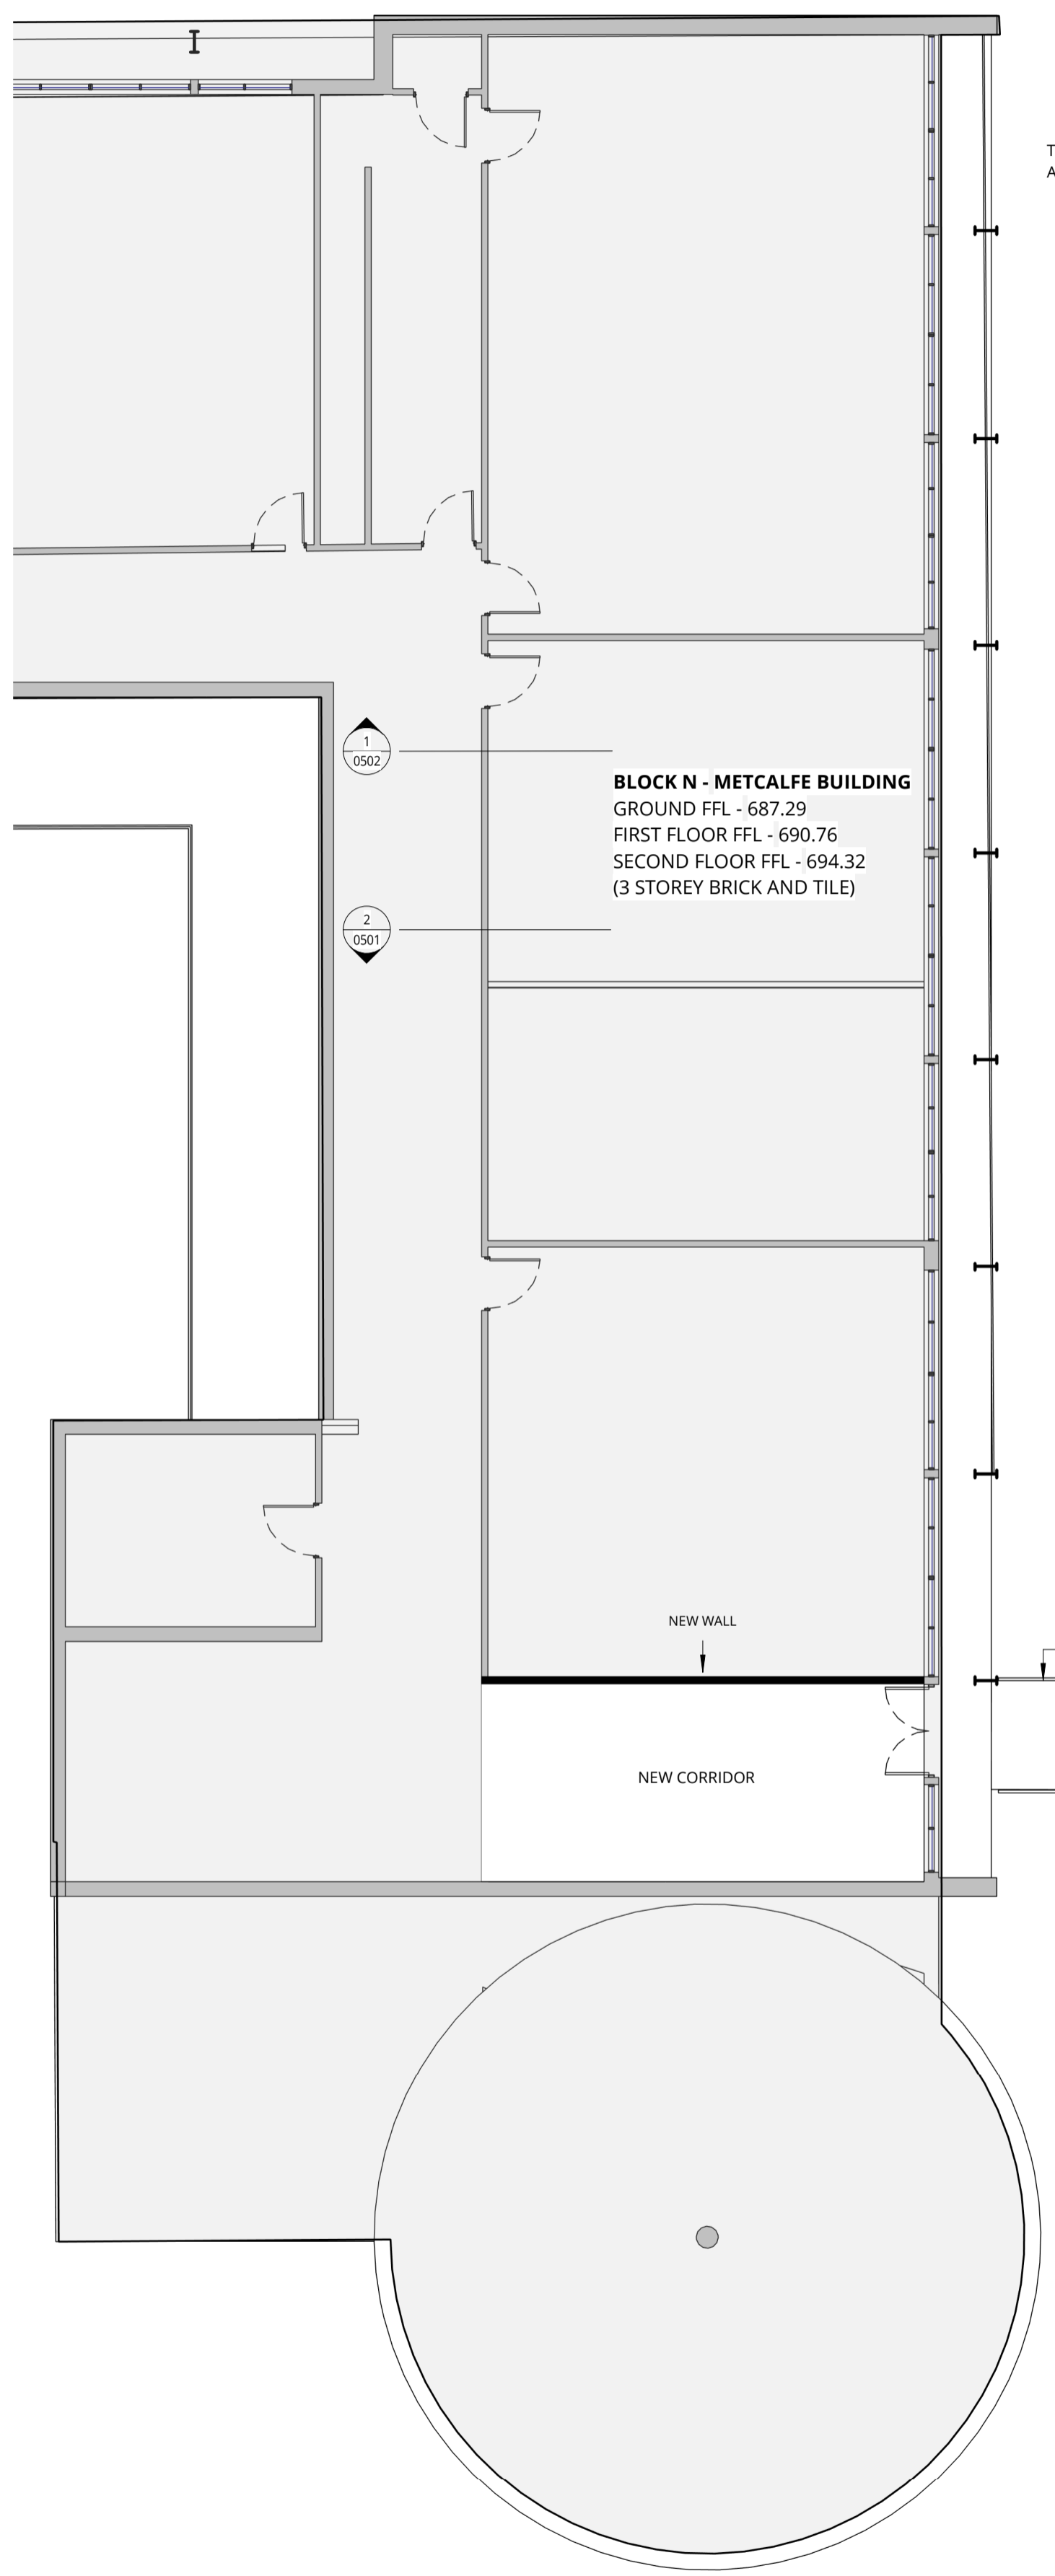 T
A
1
0502
BLOCK N - METCALFE BUILDING
GROUND FFL - 687.29
FIRST FLOOR FFL - 690.76
SECOND FLOOR FFL - 694.32
(3 STOREY BRICK AND TILE)
2
0501
NEW WALL
NEW CORRIDOR